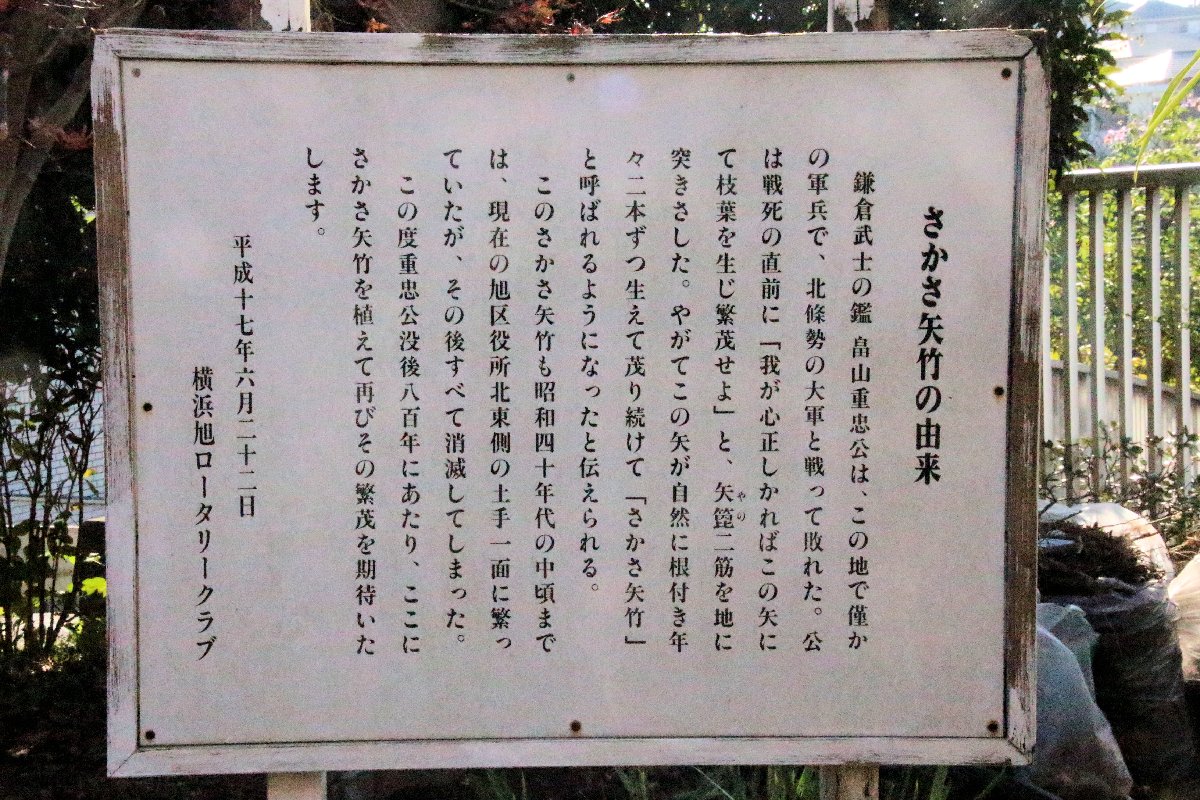 さかさ矢竹の由来
鎌倉武士の鑑 畠山重忠公は、この地で僅か
の軍兵で、北條勢の大軍と戦って敗れた。公
は戦死の直前に「我が心正しかればこの矢に
て枝葉を生じ繁茂せよ」と、矢箆二筋を地に
やの
突きさした。やがてこの矢が自然に根付き年
々二本ずつ生えて茂り続けて「さかさ矢竹」
と呼ばれるようになったと伝えられる。
このさかさ矢竹も昭和四十年代の中頃まで
は、現在の旭区役所北東側の土手一面に繁っ
ていたが、その後すべて消滅してしまった。
この度重忠公没後八百年にあたり、ここに
さかさ矢竹を植えて再びその繁茂を期待いた
します。
平成十七年六月二十二日
横浜旭ロータリークラブ